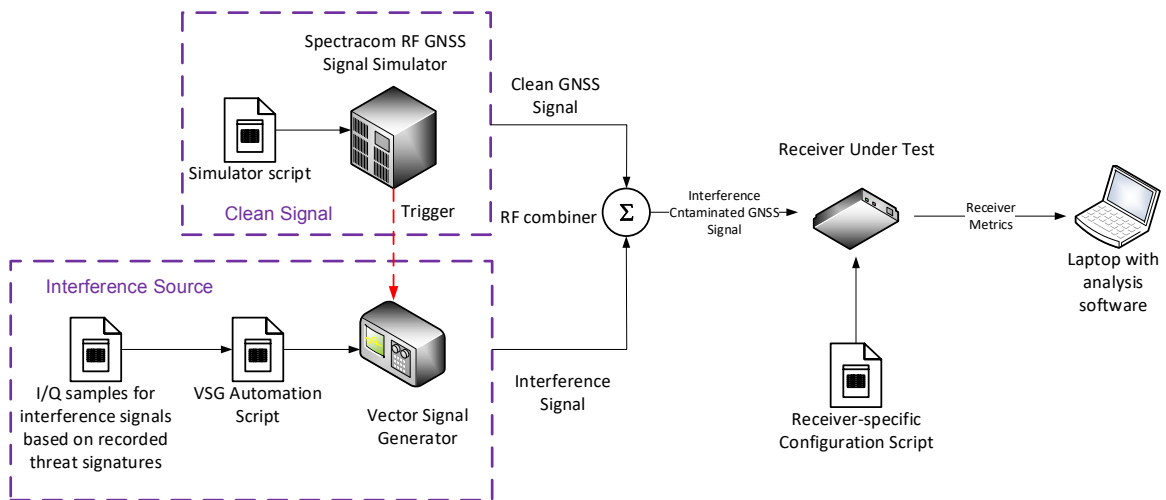 Spectracom RF GNSS
Signal Simulator
Simulator script
Clean Signal
Trigger
Clean GNSS
Signal
RF combiner
Σ
Interference
Cntaminated GNSS
Signal
Receiver Under Test
Receiver
Metrics
Laptop with
analysis
software
Interference Source
I/Q samples for
interference signals
based on recorded
threat signatures
VSG Automation
Script
Vector Signal
Generator
Interference
Signal
Receiver-specific
Configuration Script